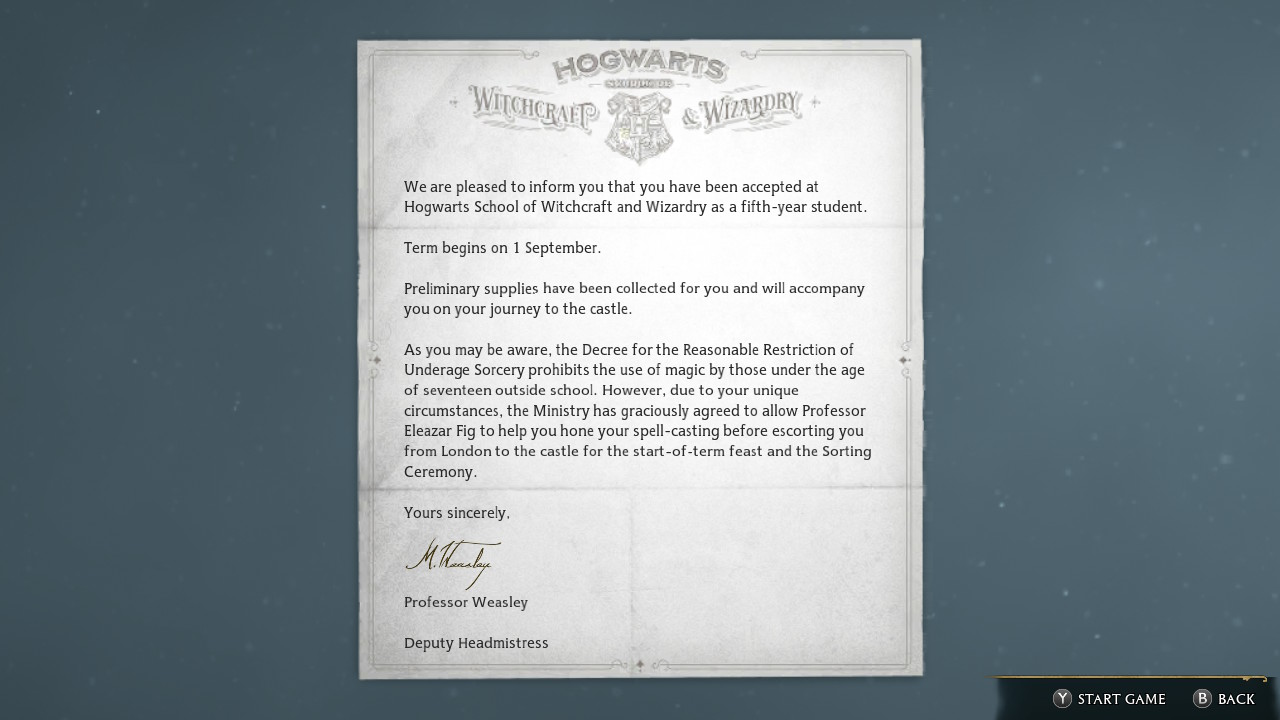 HOGWARTS
SCHOOL OF
WITCHCRAFT & WIZARDRY
H
We are pleased to inform you that you have been accepted at
Hogwarts School of Witchcraft and Wizardry as a fifth-year student.
Term begins on 1 September.
Preliminary supplies have been collected for you and will accompany
you on your journey to the castle.
As you may be aware, the Decree for the Reasonable Restriction of
Underage Sorcery prohibits the use of magic by those under the age
of seventeen outside school. However, due to your unique
circumstances, the Ministry has graciously agreed to allow Professor
Eleazar Fig to help you hone your spell-casting before escorting you
from London to the castle for the start-of-term feast and the Sorting
Ceremony.
Yours sincerely,
M. Weasley
Professor Weasley
Deputy Headmistress
Y START GAME B BACK